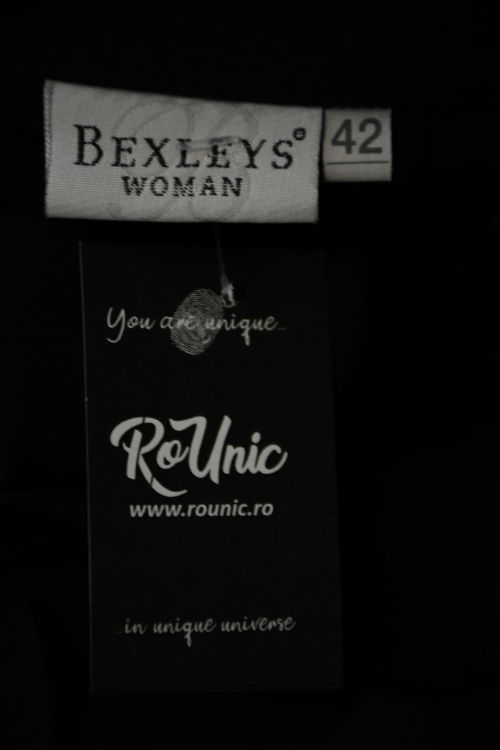 BEXLEYS®
WOMAN
42
You are unique...
RoUnic
www.rounic.ro
...in unique universe